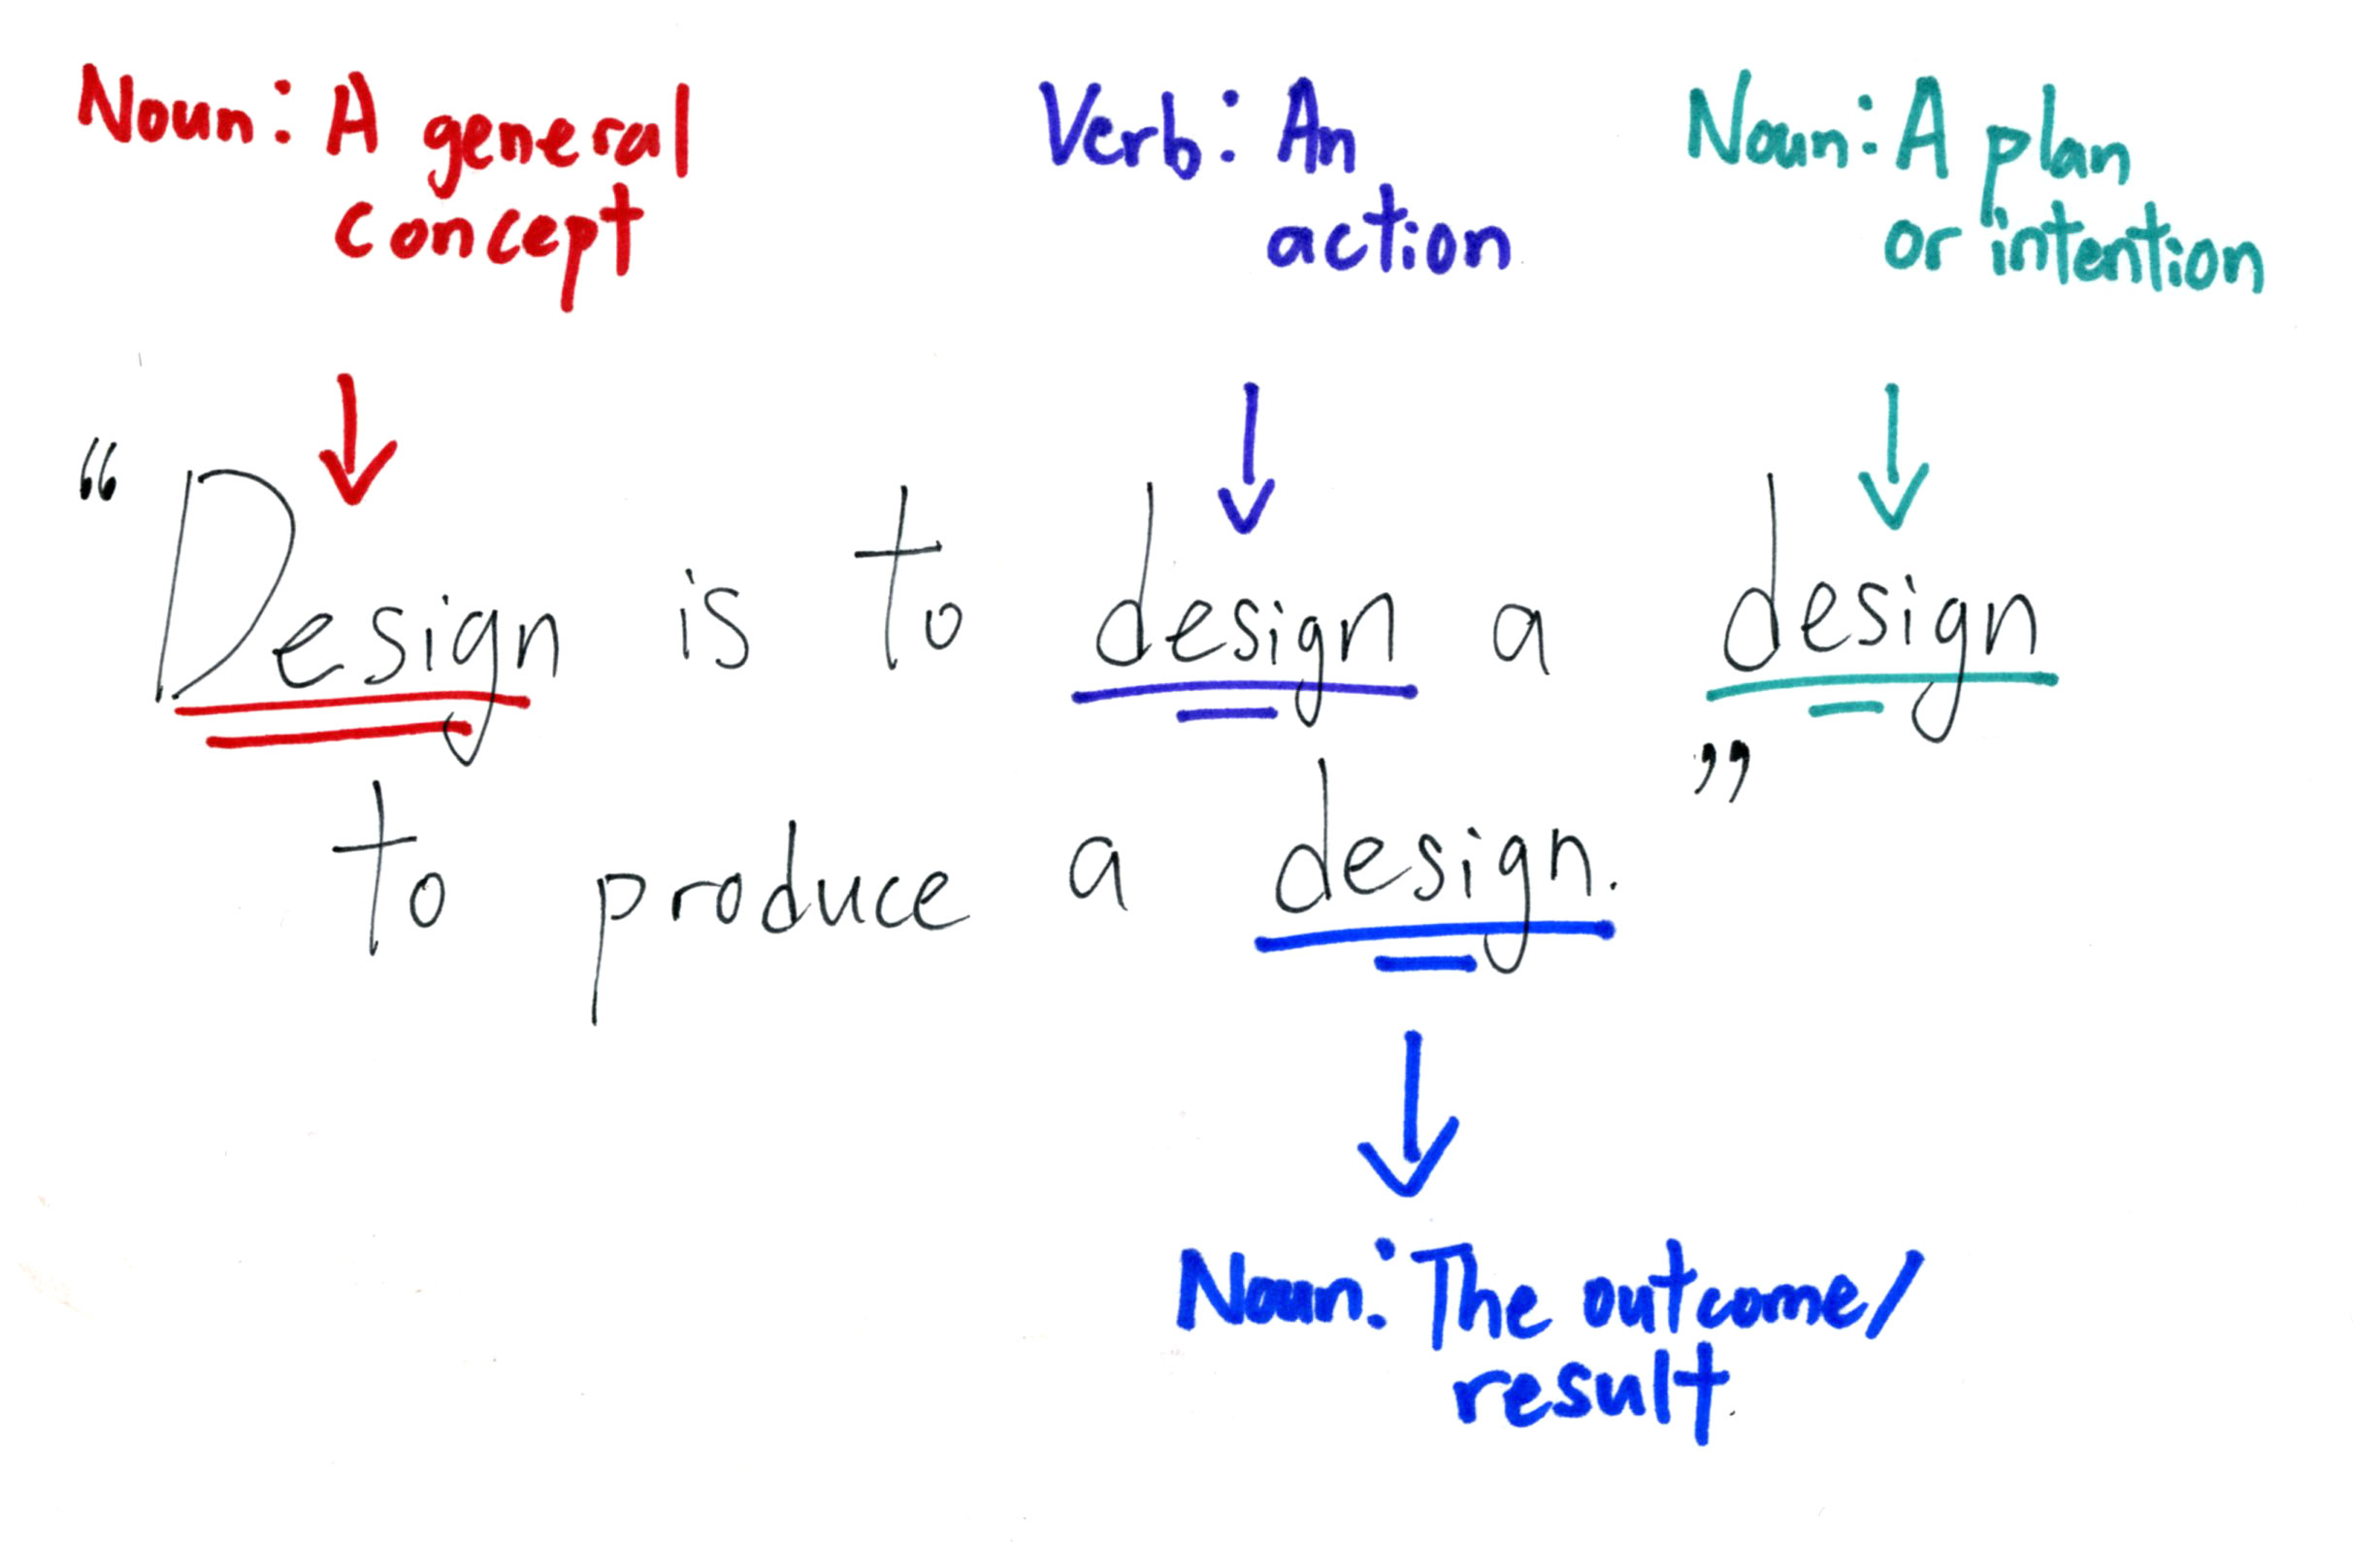 Noun: A general
concept
Verb: An
action
Noun: A plan
or intention
“Design is to design a design
to produce a design.”
Noun: The outcome/
result.